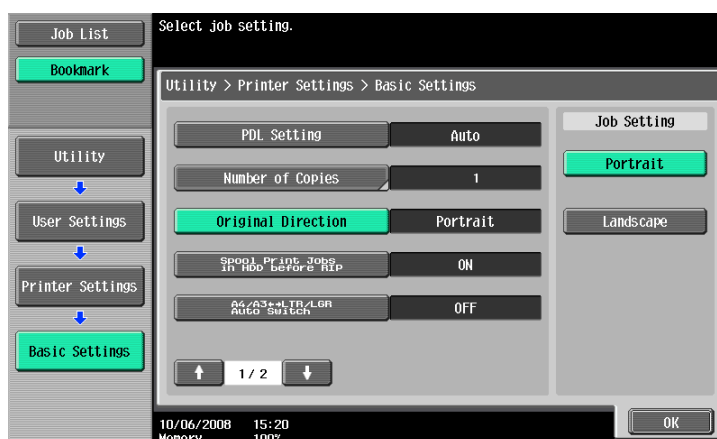 Job List
Bookmark
Utility
User Settings
Printer Settings
Basic Settings
Select job setting.
Utility > Printer Settings > Basic Settings
PDL Setting
Auto
Number of Copies
1
Original Direction
Portrait
Spool Print Jobs
in HDD before RIP
ON
A4/A3↔LTR/LGR
Auto Switch
OFF
1/ 2
Job Setting
Portrait
Landscape
10/06/2008 15:20
Memory 100%
OK